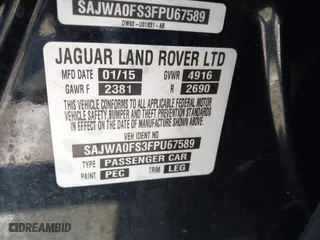 SAJWA0FS3FPU67589
JAGUAR LAND ROVER LTD
MFD DATE 01/15 GVWR 4916
GAWR F 2381 R 2690
THIS VEHICLE CONFORMS TO ALL APPLICABLE FEDERAL MOTOR
VEHICLE SAFETY, BUMPER AND THEFT PREVENTION
STANDARDS IN EFFECT ON THE DATE OF
MANUFACTURE SHOWN ABOVE.
VEH IDENT NO
SAJWA0FS3FPU67589
TYPE PASSENGER CAR
PAINT PEC TRIM LEG
DREAMBID